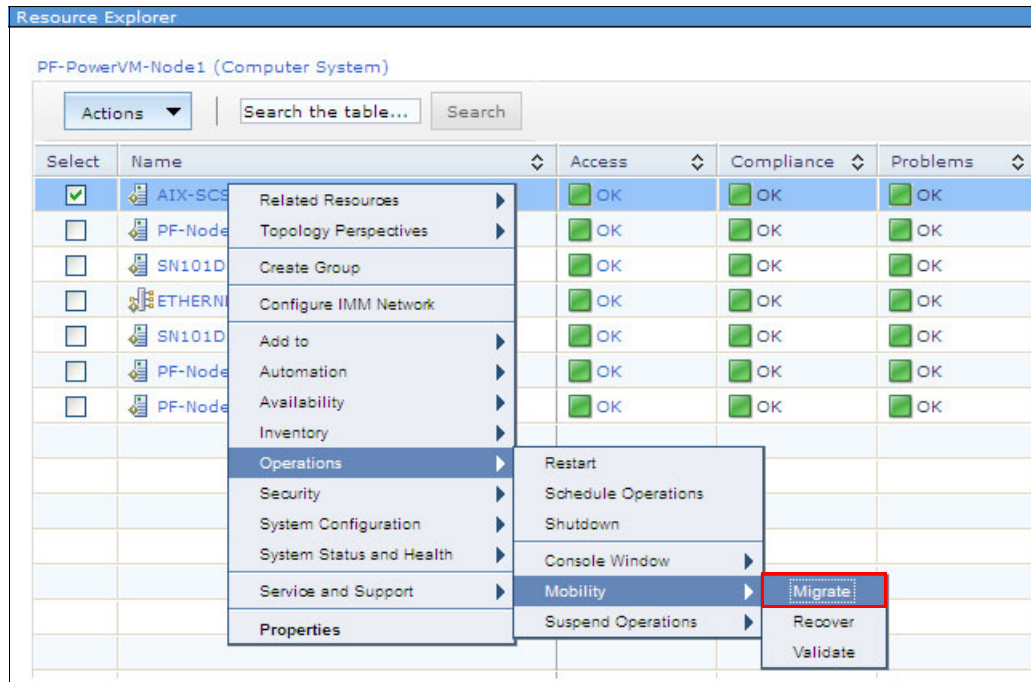 Resource Explorer
PF-PowerVM-Node1 (Computer System)
Actions Search the table... Search
Select Name Access Compliance Problems
AIX-SCS OK OK OK
PF-Node OK OK OK
SN101D OK OK OK
ETHERN OK OK OK
SN101D OK OK OK
PF-Node OK OK OK
PF-Node OK OK OK
Related Resources
Topology Perspectives
Create Group
Configure IMM Network
Add to
Automation
Availability
Inventory
Operations
Security
System Configuration
System Status and Health
Service and Support
Properties
Restart
Schedule Operations
Shutdown
Console Window
Mobility
Suspend Operations
Migrate
Recover
Validate